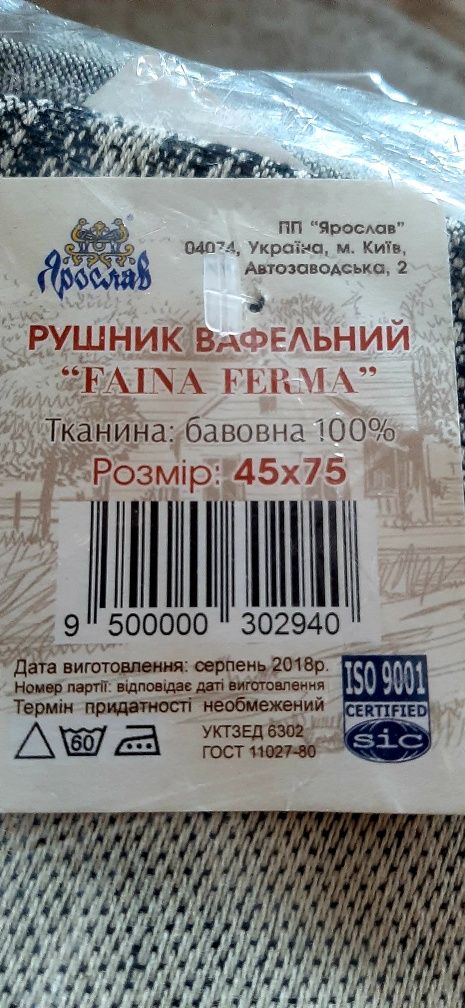 Ярослав
ПП "Ярослав"
04074, Україна, м. Київ,
Автозаводська, 2
РУШНИК ВАФЕЛЬНИЙ
"FAINA FERMA"
Тканина: бавовна 100%
Розмір: 45x75
9 500000 302940
Дата виготовлення: серпень 2018р.
Номер партії: відповідає даті виготовлення
Термін придатності необмежений
60
УКТЗЕД 6302
ГОСТ 11027-80
ISO 9001
CERTIFIED
SIC